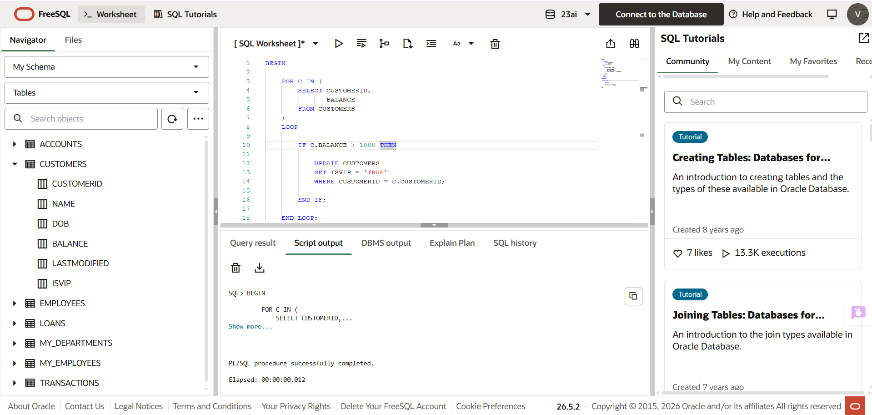 FreeSQL
Worksheet
SQL Tutorials
23ai
Connect to the Database
Help and Feedback
V
Navigator
Files
My Schema
Tables
Search objects
ACCOUNTS
CUSTOMERS
CUSTOMERID
NAME
DOB
BALANCE
LASTMODIFIED
ISVIP
EMPLOYEES
LOANS
MY_DEPARTMENTS
MY_EMPLOYEES
TRANSACTIONS
[ SQL Worksheet ]*
Aa
1 BEGIN
2
3 FOR C IN (
4 SELECT CUSTOMERID,
5 BALANCE
6 FROM CUSTOMERS
7 )
8 LOOP
9
10 IF C.BALANCE > 1000 THEN
11
12 UPDATE CUSTOMERS
13 SET ISVIP = 'TRUE'
14 WHERE CUSTOMERID = C.CUSTOMERID;
15
16 END IF;
17
18 END LOOP;
Query result
Script output
DBMS output
Explain Plan
SQL history
SQL> BEGIN
FOR C IN (
SELECT CUSTOMERID,...
Show more...
PL/SQL procedure successfully completed.
Elapsed: 00:00:00.012
SQL Tutorials
Community
My Content
My Favorites
Rece
Search
Tutorial
Creating Tables: Databases for...
An introduction to creating tables and the
types of these available in Oracle Database.
Created 8 years ago
7 likes
13.3K executions
Tutorial
Joining Tables: Databases for...
An introduction to the join types available in
Oracle Database.
Created 7 years ago
About Oracle
Contact Us
Legal Notices
Terms and Conditions
Your Privacy Rights
Delete Your FreeSQL Account
Cookie Preferences
26.5.2 - Copyright © 2015, 2026 Oracle and/or its affiliates All rights reserved